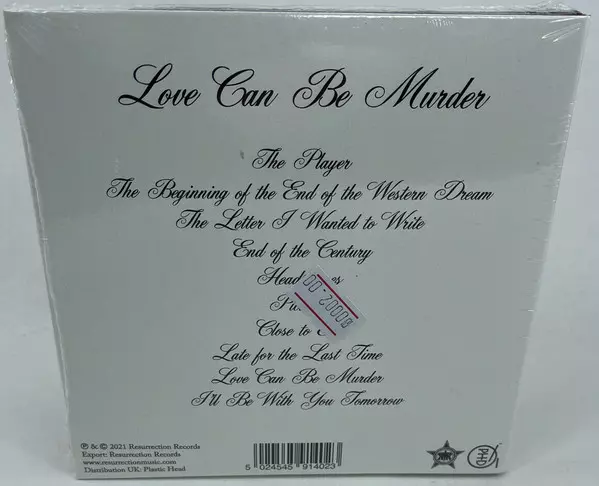 Love Can Be Murder
The Player
The Beginning of the End of the Western Dream
The Letter I Wanted to Write
End of the Century
Close to
Late for the Last Time
Love Can Be Murder
I'll Be With You Tomorrow
℗ & © 2021 Resurrection Records
Export: Resurrection Records
www.resurrectionmusic.com
Distribution UK: Plastic Head
5 024545 914023
PHD